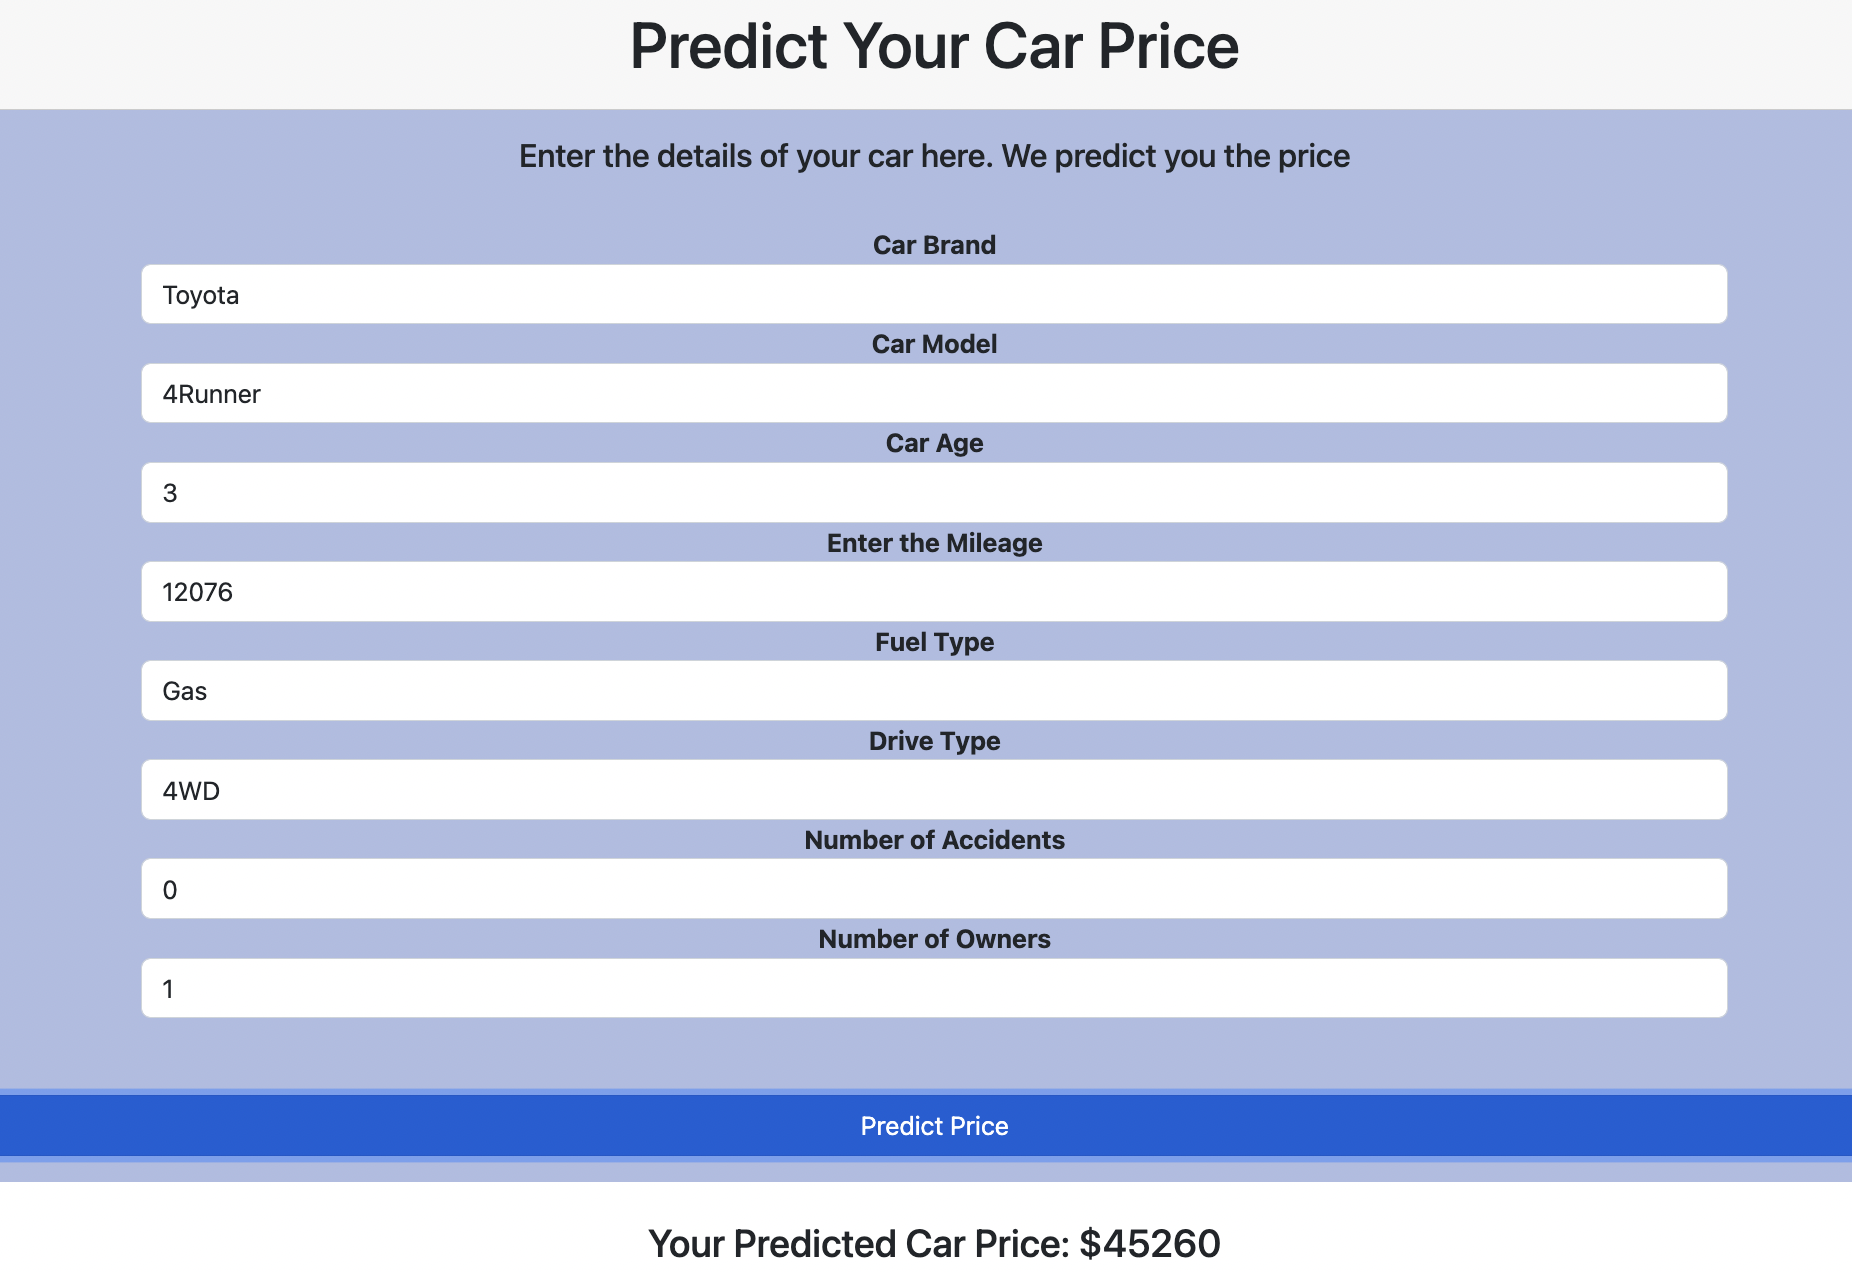 Predict Your Car Price
Enter the details of your car here. We predict you the price
Car Brand
Toyota
Car Model
4Runner
Car Age
3
Enter the Mileage
12076
Fuel Type
Gas
Drive Type
4WD
Number of Accidents
0
Number of Owners
1
Predict Price
Your Predicted Car Price: $45260